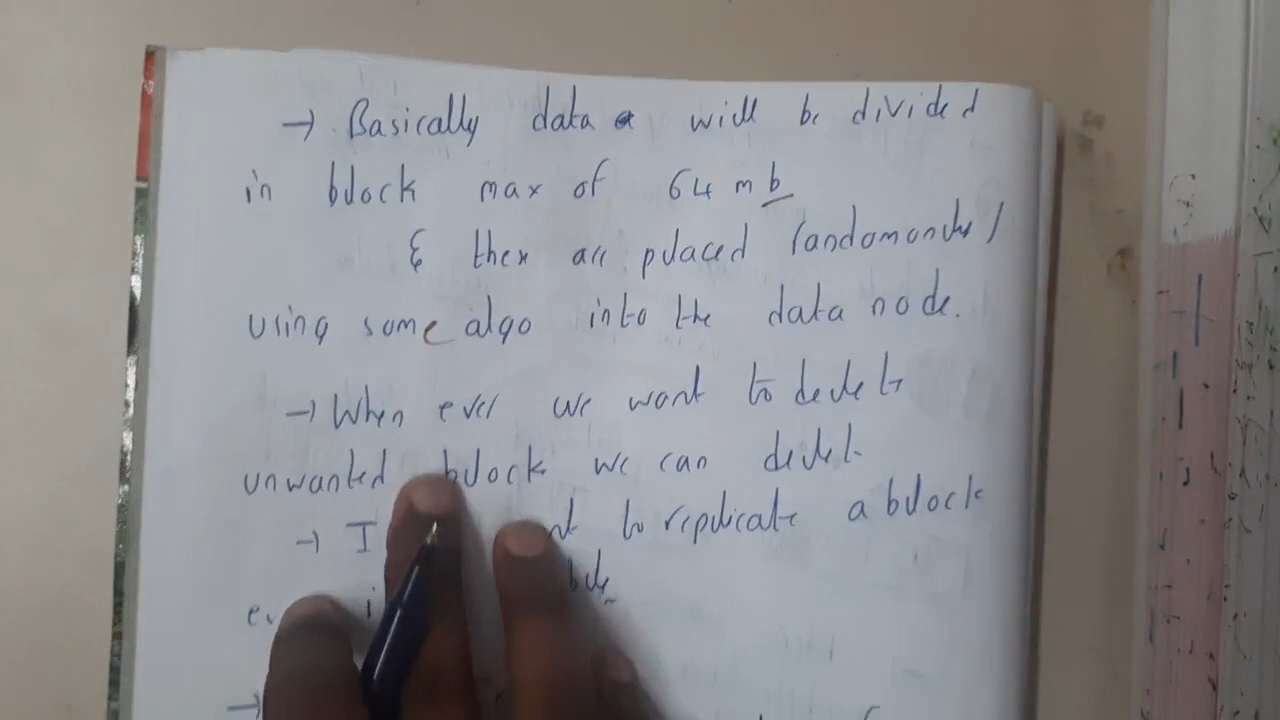 → Basically data will be divided
in block max of 64 mb
& then are placed randomonly /
using some algo into the data node.
→ When ever we want to delete
unwanted block we can delete
→ I to replicate a block
→